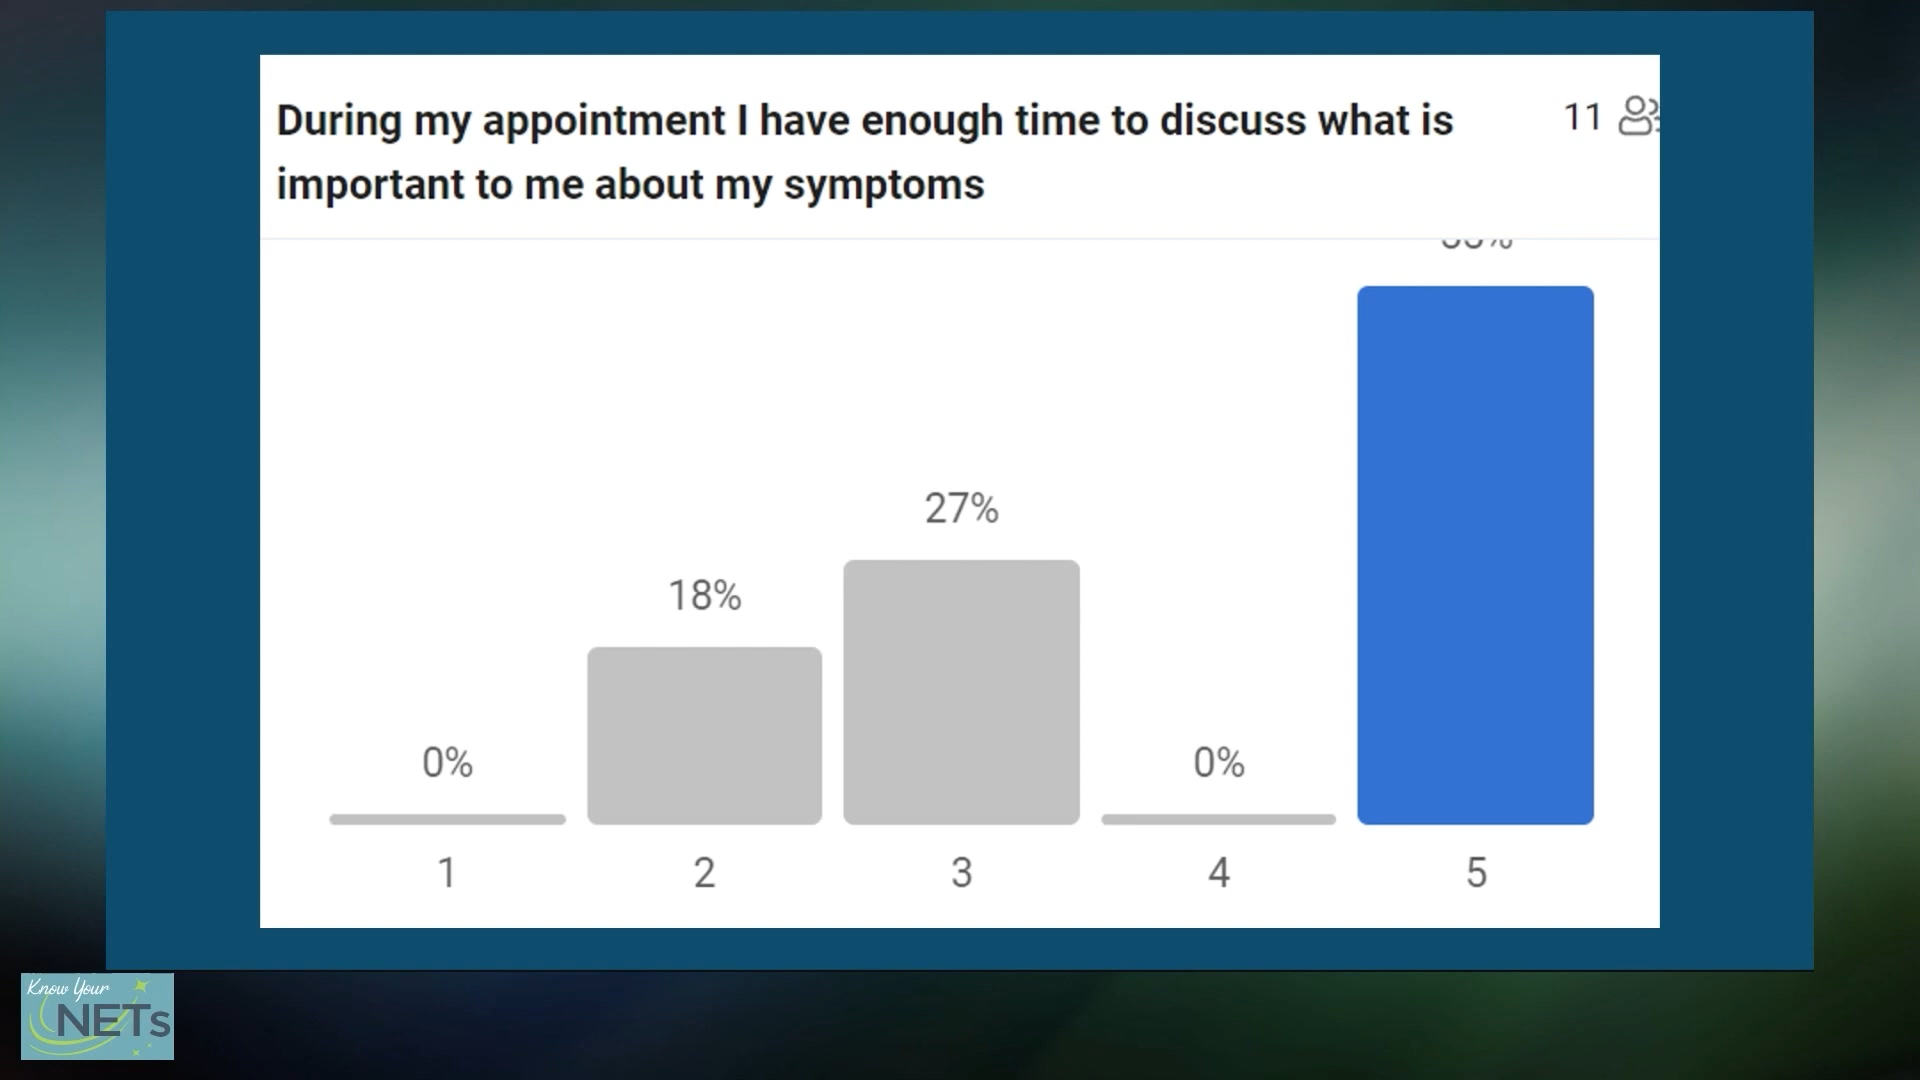 During my appointment I have enough time to discuss what is
important to me about my symptoms
11
27%
18%
0%
0%
1
2
3
4
5
Know Your
NETs